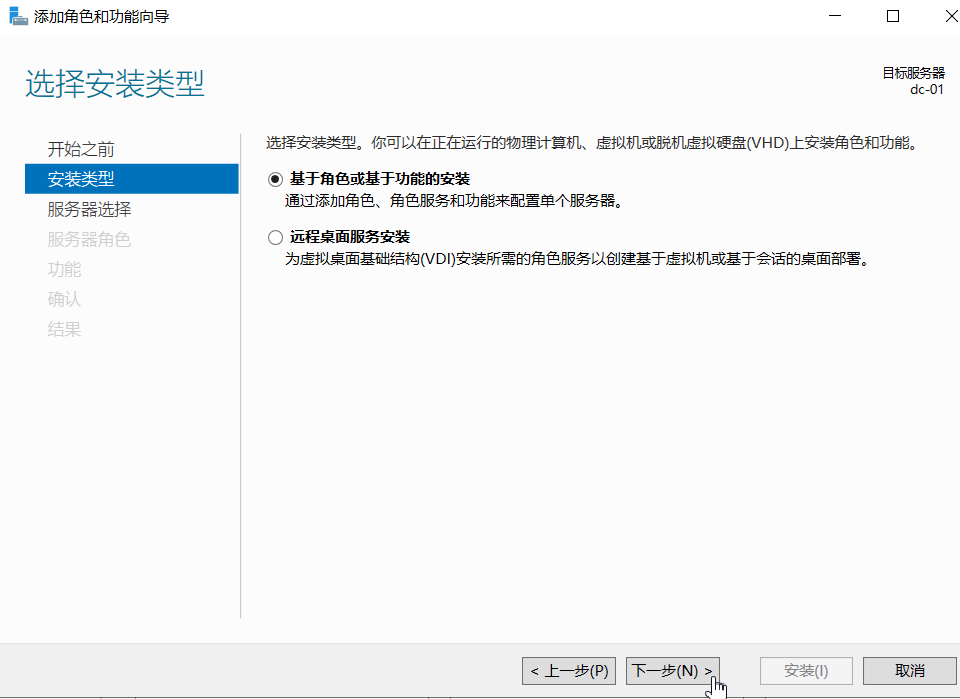 添加角色和功能向导
选择安装类型
目标服务器
dc-01
开始之前
安装类型
服务器选择
服务器角色
功能
确认
结果
选择安装类型。你可以在正在运行的物理计算机、虚拟机或脱机虚拟硬盘(VHD)上安装角色和功能。
基于角色或基于功能的安装
通过添加角色、角色服务和功能来配置单个服务器。
远程桌面服务安装
为虚拟桌面基础结构(VDI)安装所需的角色服务以创建基于虚拟机或基于会话的桌面部署。
< 上一步(P)
下一步(N) >
安装(I)
取消